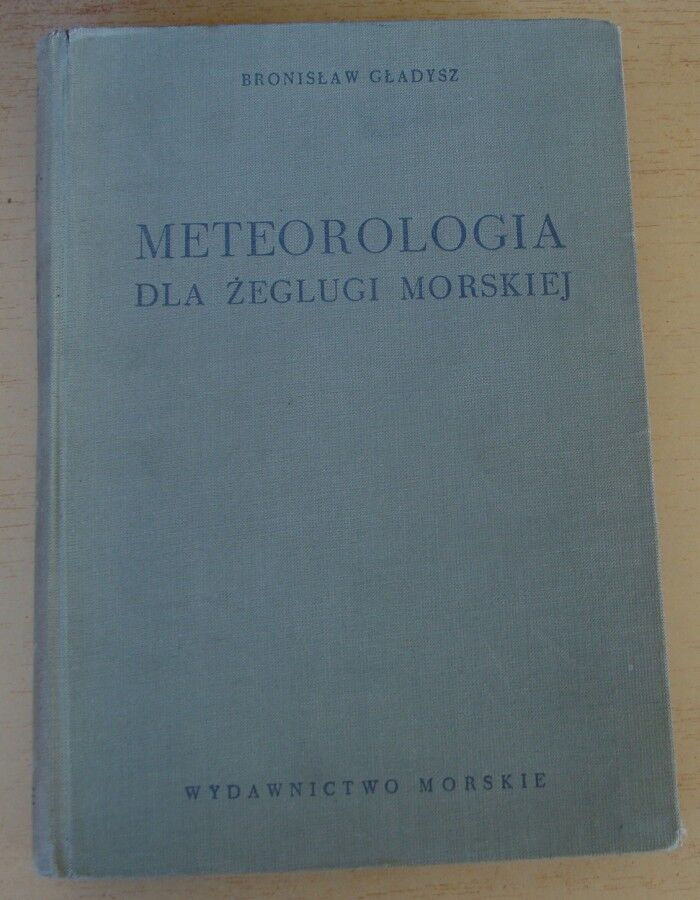 BRONISŁAW GŁADYSZ
METEOROLOGIA
DLA ŻEGLUGI MORSKIEJ
WYDAWNICTWO MORSKIE